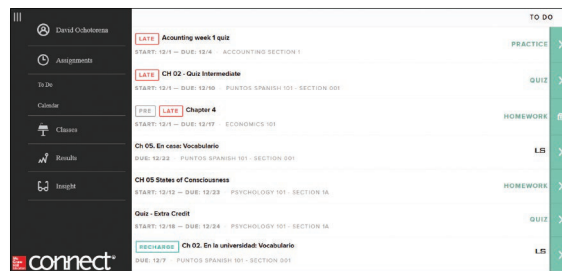 TO DO
David Ochotorena
Assignments
To Do
Calendar
Classes
Results
Insight
connect
LATE Acounting week 1 quiz
START: 12/1 — DUE: 12/4 · ACCOUNTING SECTION 1
PRACTICE
LATE CH 02 - Quiz Intermediate
START: 12/1 — DUE: 12/10 · PUNTOS SPANISH 101 - SECTION 001
QUIZ
PRE LATE Chapter 4
START: 12/1 — DUE: 12/17 · ECONOMICS 101
HOMEWORK
Ch 05. En casa: Vocabulario
DUE: 12/22 · PUNTOS SPANISH 101 - SECTION 001
LS
CH 05 States of Consciousness
START: 12/13 — DUE: 12/23 · PSYCHOLOGY 101 - SECTION 1A
HOMEWORK
Quiz - Extra Credit
START: 12/16 — DUE: 12/24 · PSYCHOLOGY 101 - SECTION 1A
QUIZ
RECHARGE Ch 02. En la universidad: Vocabulario
DUE: 12/7 · PUNTOS SPANISH 101 - SECTION 001
LS